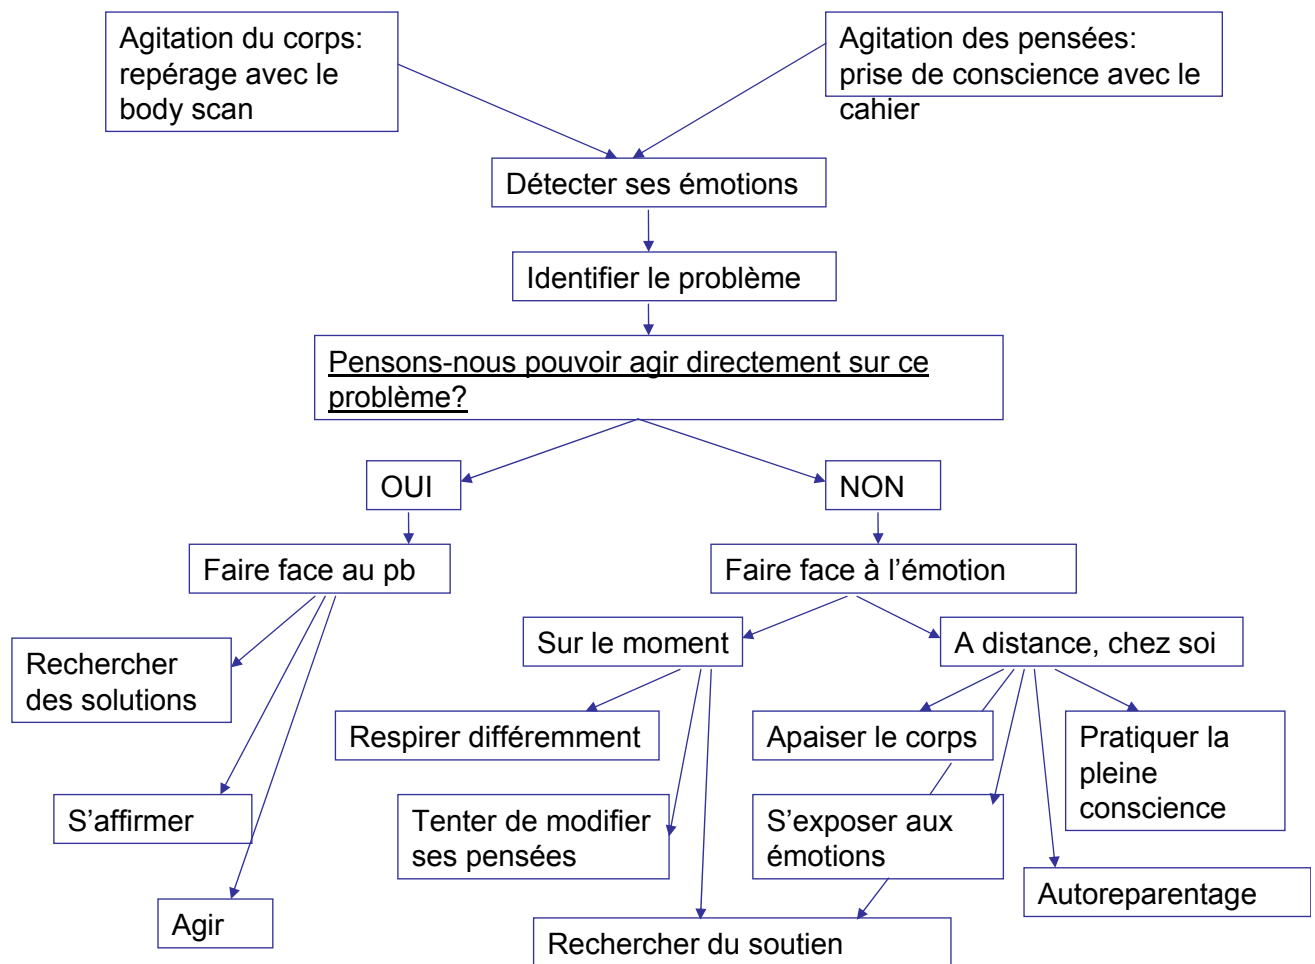 Agitation du corps:
repérage avec le
body scan
Agitation des pensées:
prise de conscience avec le
cahier
Détecter ses émotions
Identifier le problème
Pensons-nous pouvoir agir directement sur ce
problème?
OUI
NON
Faire face au pb
Faire face à l’émotion
Rechercher
des solutions
S’affirmer
Agir
Sur le moment
A distance, chez soi
Respirer différemment
Tenter de modifier
ses pensées
Apaiser le corps
S’exposer aux
émotions
Pratiquer la
pleine
conscience
Autoreparentage
Rechercher du soutien